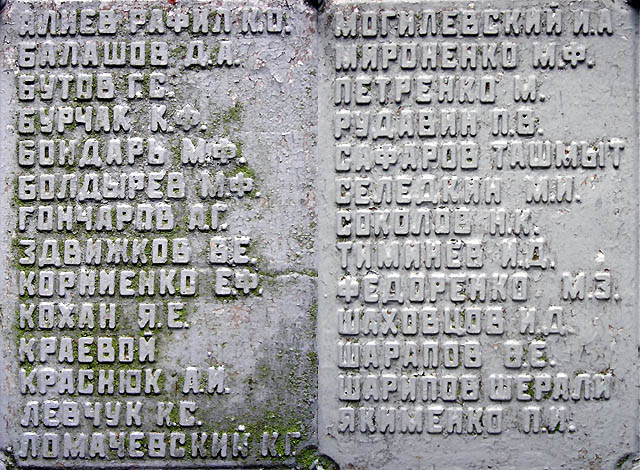 АЛИЕВ РАФИЛ К.О.
БАЛАШОВ Д.А.
БУТОВ Г.С.
БУРЧАК К.Ф.
БОНДАРЬ М.Ф.
БОЛДЫРЕВ М.Ф.
ГОНЧАРОВ Д.Г.
ЗДВИЖКОВ В.Е.
КОРНИЕНКО Е.Ф.
КОХАН Я.Е.
КРАЕВОЙ
КРАСНЮК А.И.
ЛЕВЧУК К.С.
ЛОМАЧЕВСКИЙ К.Г.
МОГИЛЕВСКИЙ И.А
МИРОНЕНКО М.Ф.
ПЕТРЕНКО М.
РУДАВИН П.В.
САФАРОВ ТАШМЫТ
СЕЛЕДКИН М.И.
СОКОЛОВ Н.К.
ТИМИНЕВ И.Д.
ФЕДОРЕНКО М.З.
ШАХОВЦОВ И.Д.
ШАРАПОВ В.Е.
ШАРИПОВ ШЕРАЛИ
ЯКИМЕНКО П.И.